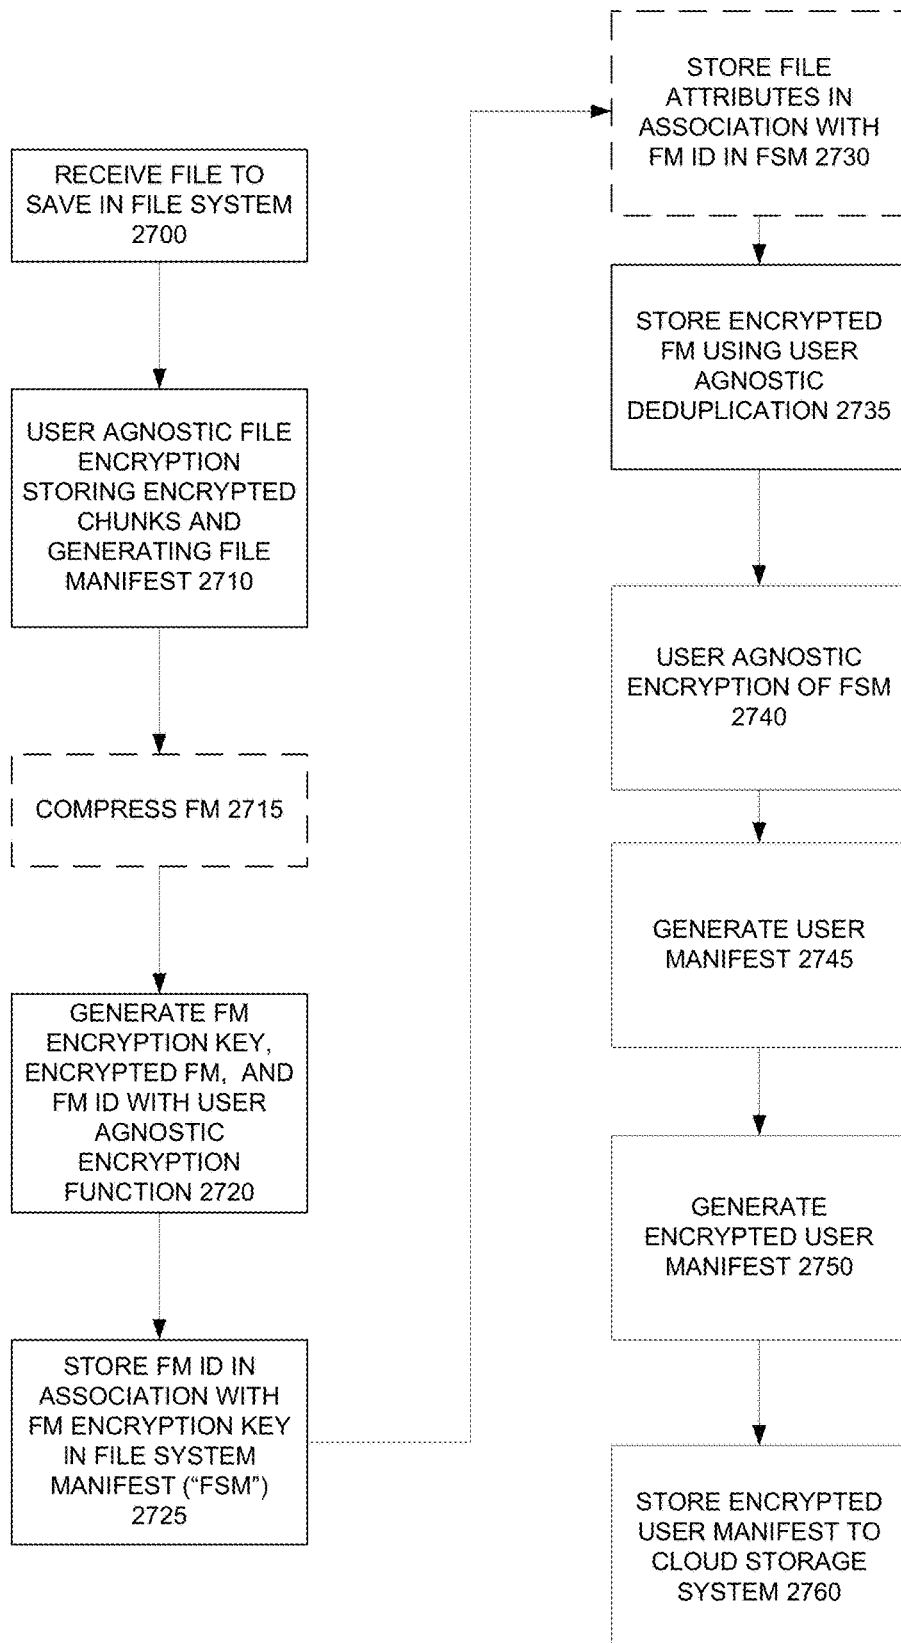 RECEIVE FILE TO
SAVE IN FILE SYSTEM
2700
USER AGNOSTIC FILE
ENCRYPTION
STORING ENCRYPTED
CHUNKS AND
GENERATING FILE
MANIFEST 2710
COMPRESS FM 2715
GENERATE FM
ENCRYPTION KEY,
ENCRYPTED FM, AND
FM ID WITH USER
AGNOSTIC
ENCRYPTION
FUNCTION 2720
STORE FM ID IN
ASSOCIATION WITH
FM ENCRYPTION KEY
IN FILE SYSTEM
MANIFEST (“FSM”)
2725
STORE FILE
ATTRIBUTES IN
ASSOCIATION WITH
FM ID IN FSM 2730
STORE ENCRYPTED
FM USING USER
AGNOSTIC
DEDUPLICATION 2735
USER AGNOSTIC
ENCRYPTION OF FSM
2740
GENERATE USER
MANIFEST 2745
GENERATE
ENCRYPTED USER
MANIFEST 2750
STORE ENCRYPTED
USER MANIFEST TO
CLOUD STORAGE
SYSTEM 2760